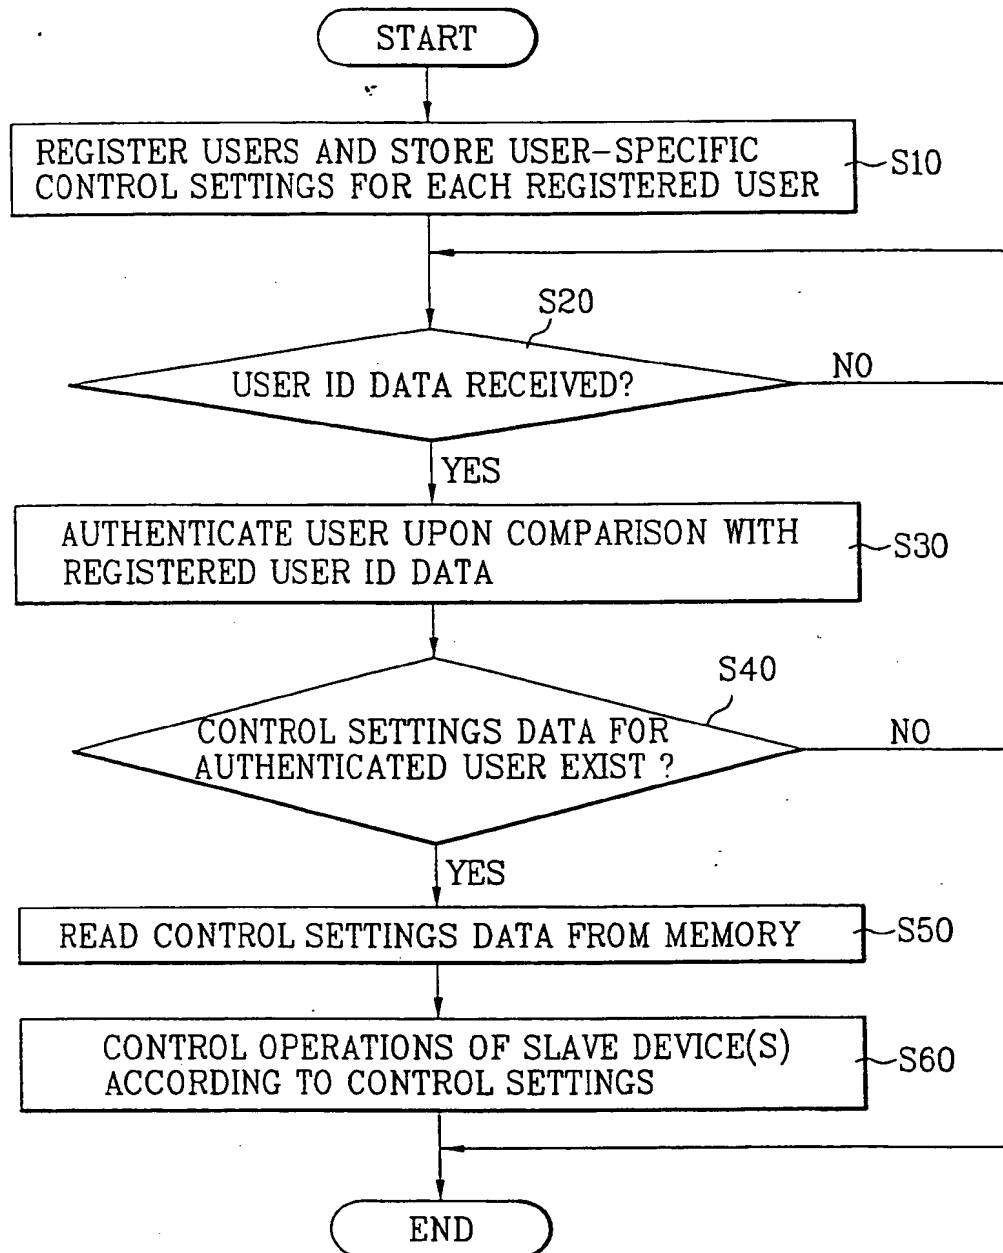 START
REGISTER USERS AND STORE USER-SPECIFIC
CONTROL SETTINGS FOR EACH REGISTERED USER
S10
S20
USER ID DATA RECEIVED?
NO
YES
AUTHENTICATE USER UPON COMPARISON WITH
REGISTERED USER ID DATA
S30
S40
CONTROL SETTINGS DATA FOR
AUTHENTICATED USER EXIST ?
NO
YES
READ CONTROL SETTINGS DATA FROM MEMORY
S50
CONTROL OPERATIONS OF SLAVE DEVICE(S)
ACCORDING TO CONTROL SETTINGS
S60
END